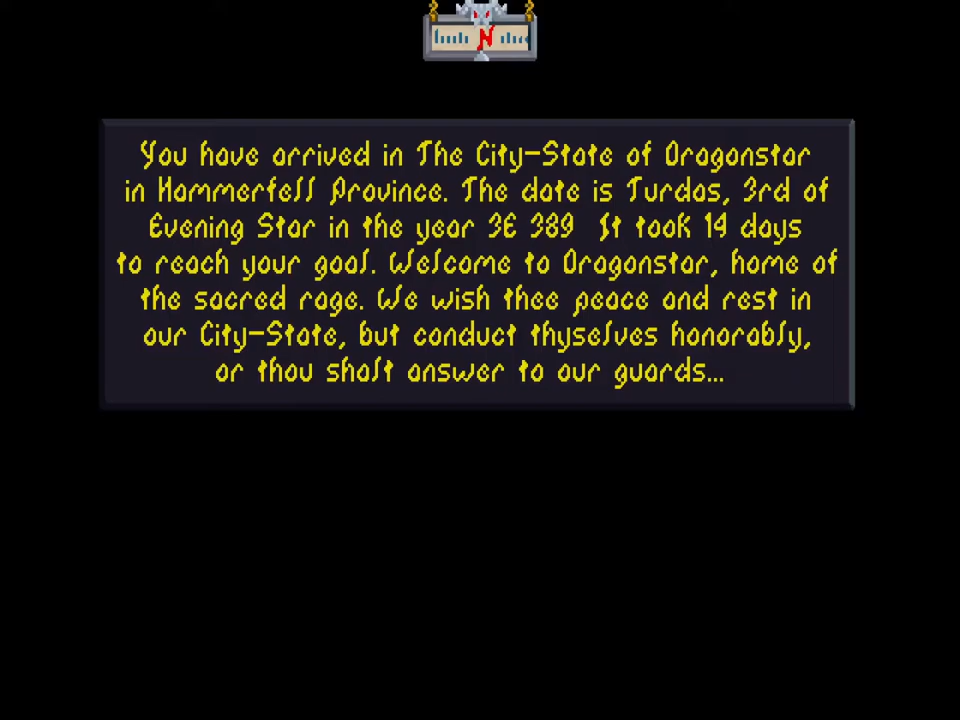 N
You have arrived in The City-State of Dragonstar
in Hammerfell Province. The date is Turdas, 3rd of
Evening Star in the year 3E 389  It took 14 days
to reach your goal. Welcome to Dragonstar, home of
the sacred rage. We wish thee peace and rest in
our City-State, but conduct thyselves honorably,
or thou shalt answer to our guards...